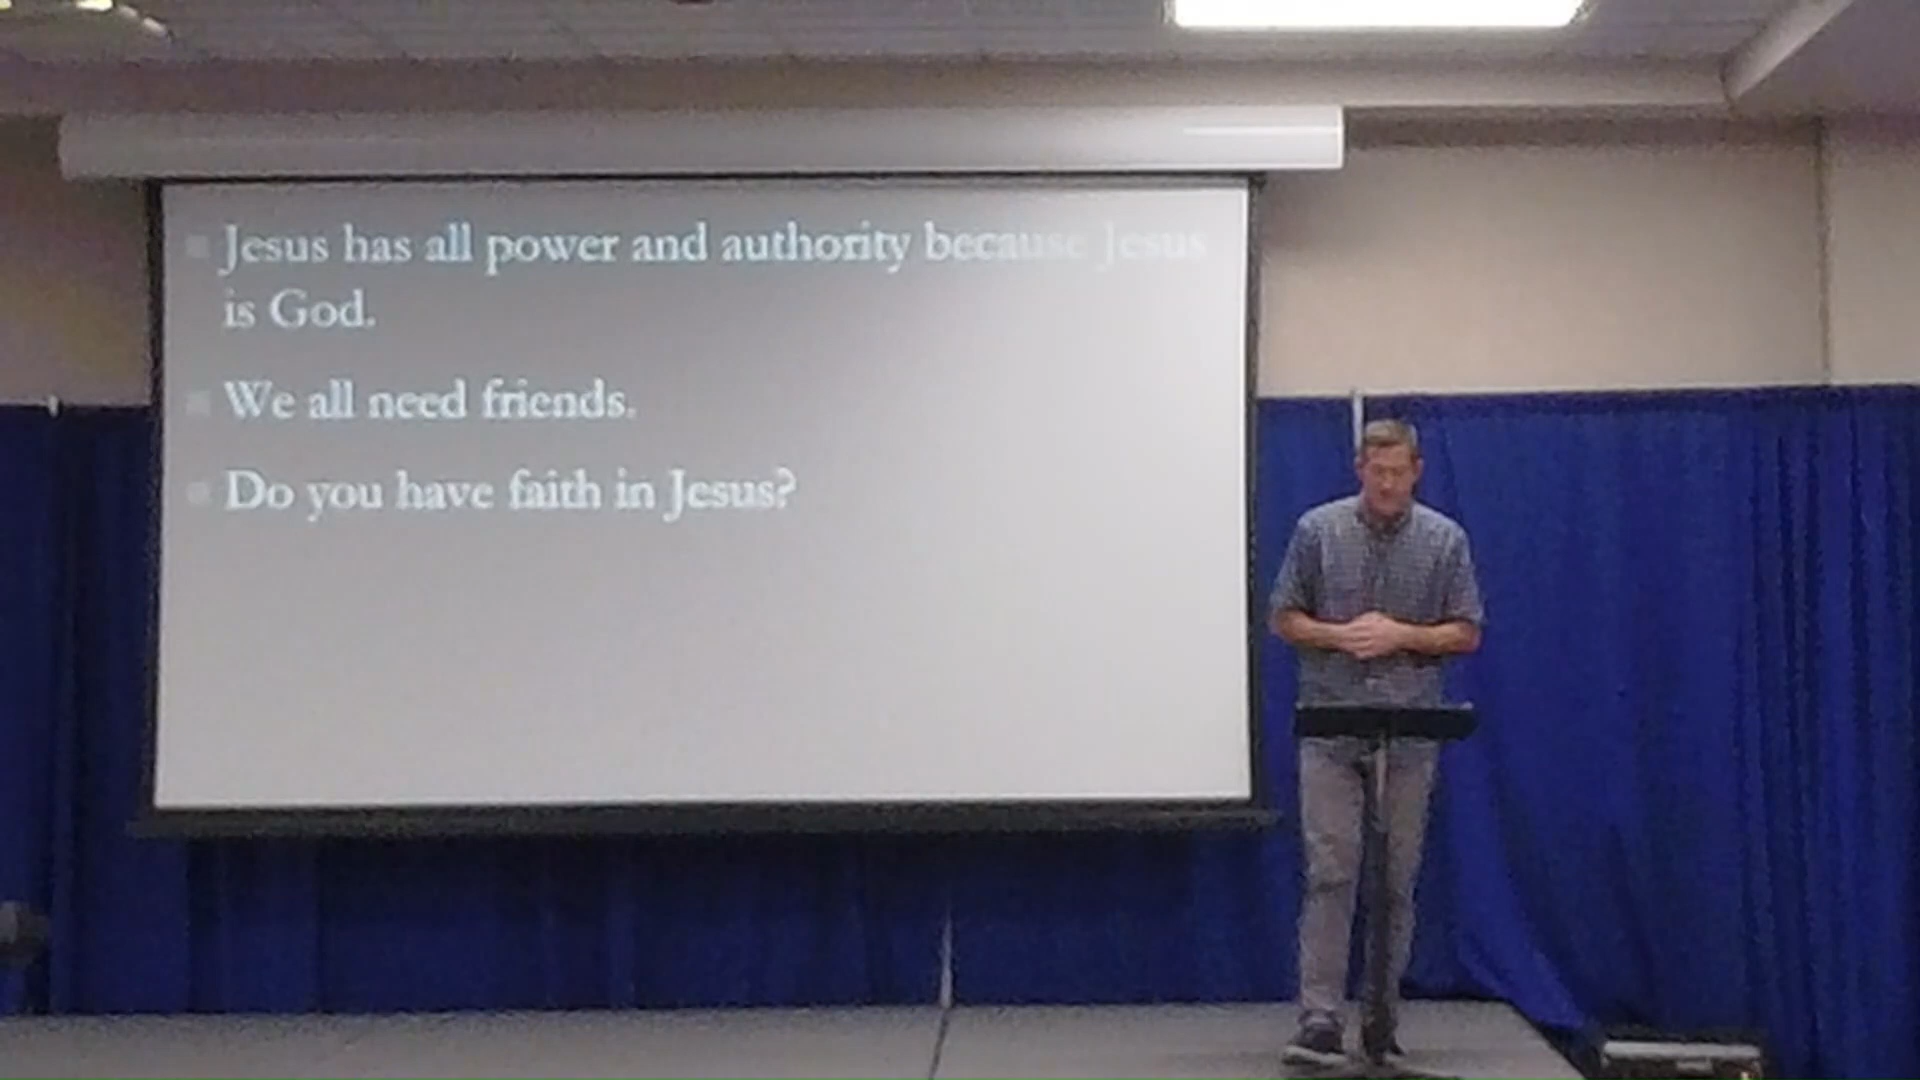 Jesus has all power and authority because Jesus
is God.
We all need friends.
Do you have faith in Jesus?